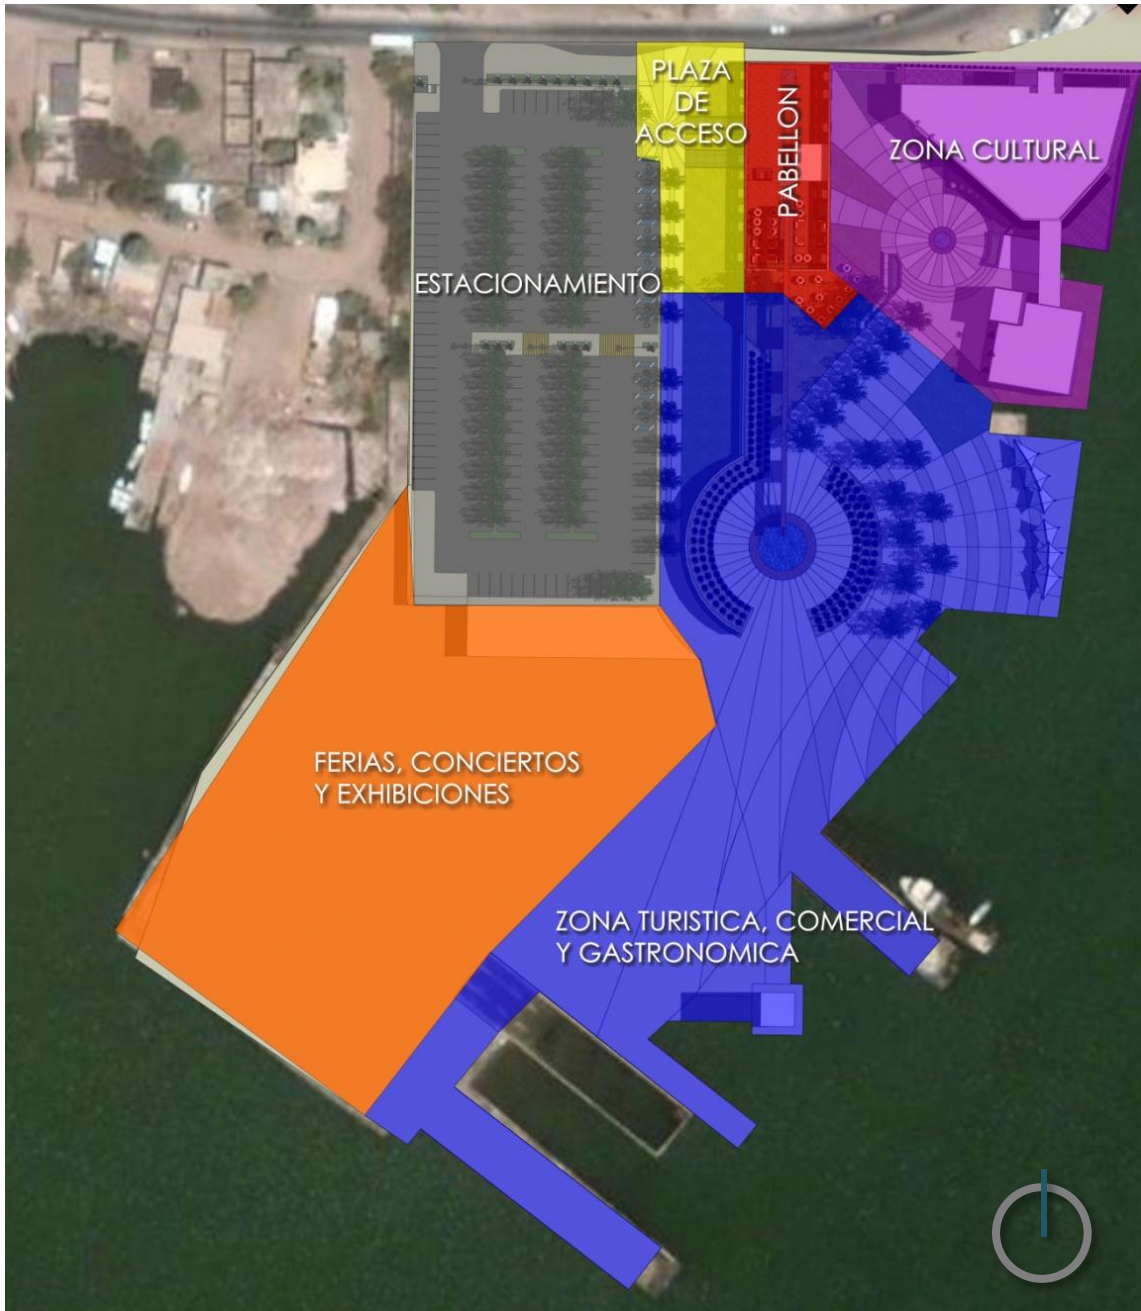 PLAZA
DE
ACCESO
PABELLON
ZONA CULTURAL
ESTACIONAMIENTO
FERIAS, CONCIERTOS
Y EXHIBICIONES
ZONA TURISTICA, COMERCIAL
Y GASTRONOMICA